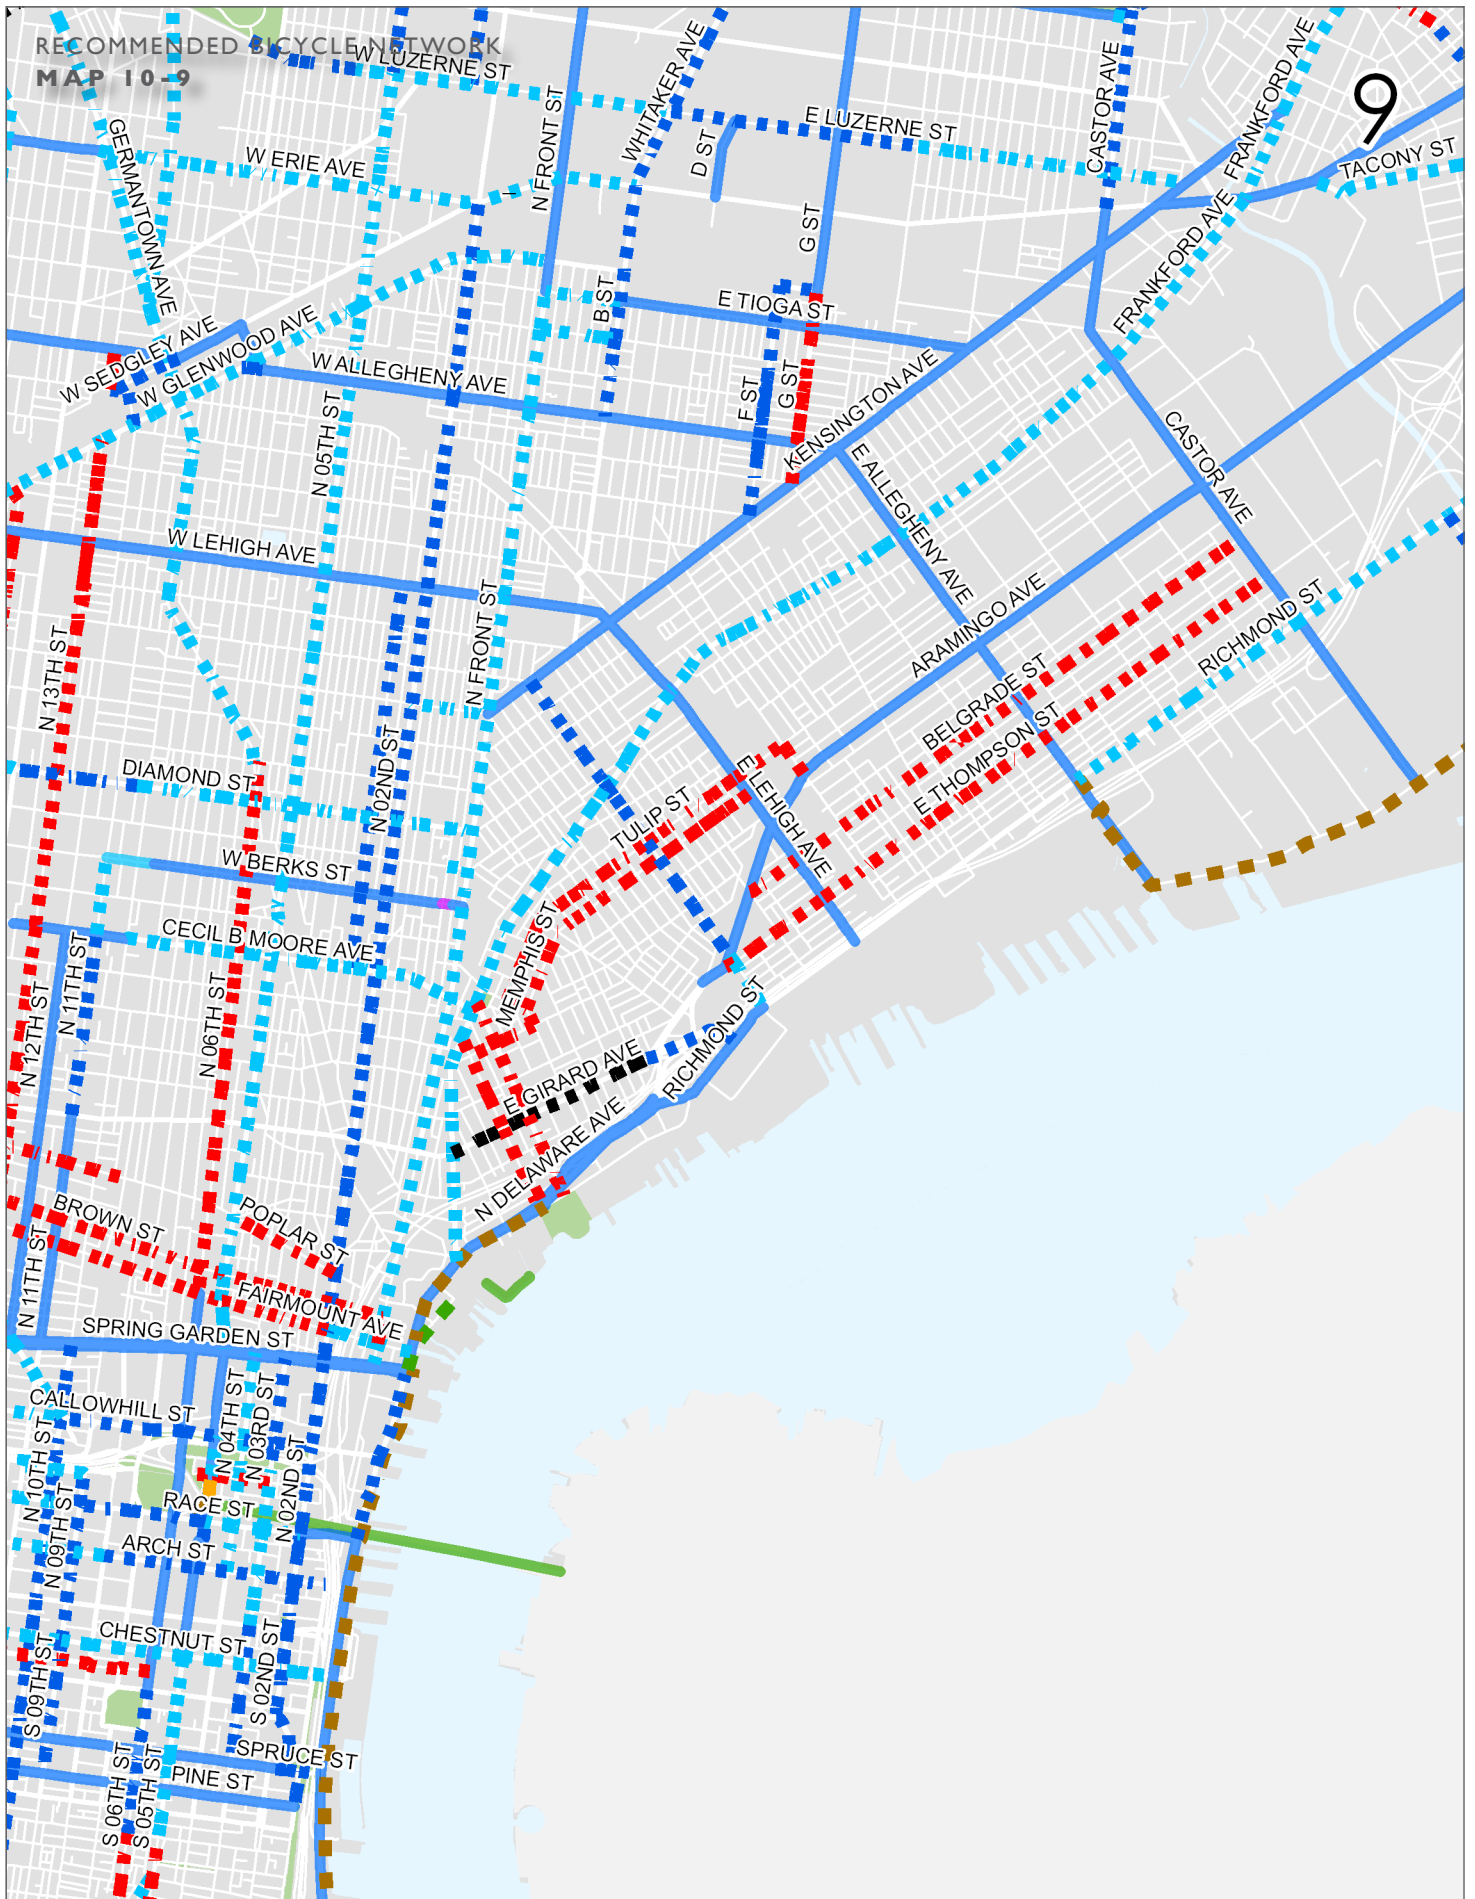 RECOMMENDED BICYCLE NETWORK
MAP 10-9
9
W LUZERNE ST
WHITAKER AVE
N FRONT ST
E LUZERNE ST
CASTOR AVE
FRANKFORD AVE
TACONY ST
GERMANTOWN AVE
W ERIE AVE
D ST
G ST
FRANKFORD AVE
B ST
E TIOGA ST
W SEDGLEY AVE
W GLENWOOD AVE
W ALLEGHENY AVE
N 05TH ST
F ST
G ST
KENSINGTON AVE
E ALLEGHENY AVE
CASTOR AVE
W LEHIGH AVE
N FRONT ST
ARAMINGO AVE
RICHMOND ST
N 13TH ST
BELGRADE ST
E THOMPSON ST
DIAMOND ST
N 02ND ST
TULIP ST
E LEHIGH AVE
W BERKS ST
CECIL B MOORE AVE
MEMPHIS ST
N 11TH ST
N 12TH ST
N 06TH ST
E GIRARD AVE
RICHMOND ST
N DELAWARE AVE
BROWN ST
POPLAR ST
N 11TH ST
FAIRMOUNT AVE
SPRING GARDEN ST
CALLOWHILL ST
N 04TH ST
N 03RD ST
N 10TH ST
N 09TH ST
N 02ND ST
RACE ST
ARCH ST
CHESTNUT ST
S 09TH ST
S 02ND ST
SPRUCE ST
PINE ST
S 06TH ST
S 05TH ST